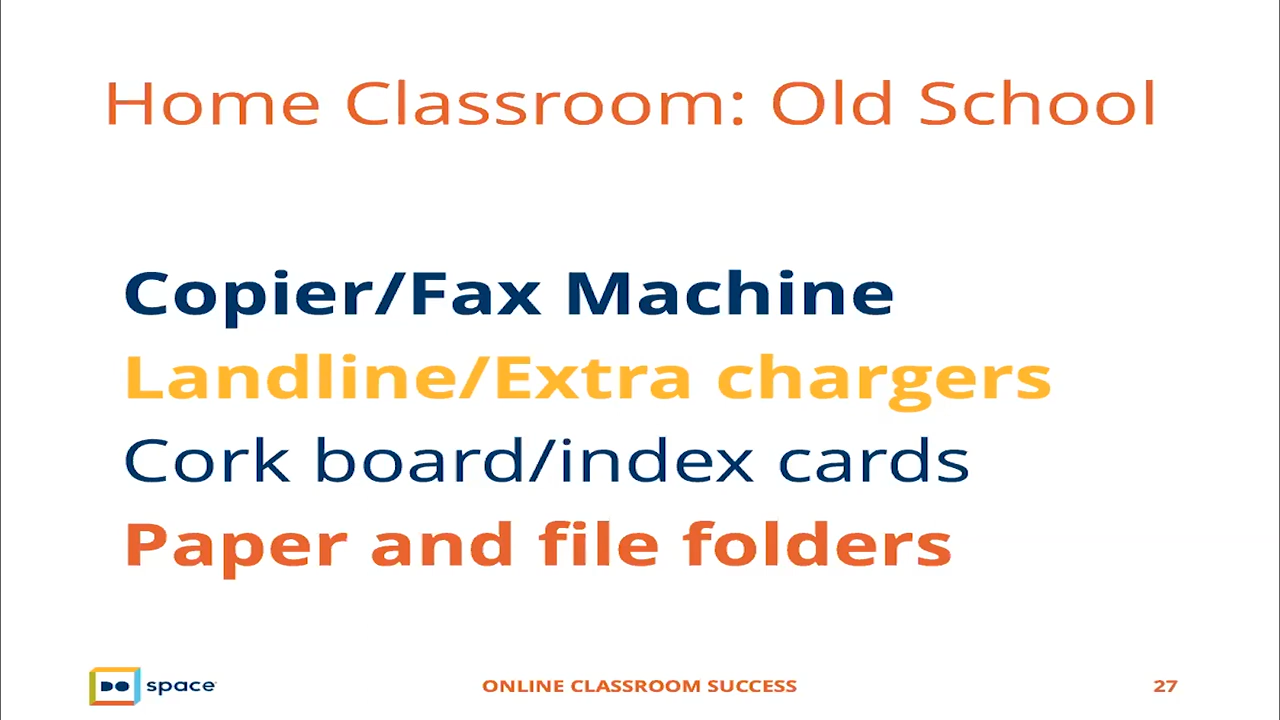 Home Classroom: Old School
Copier/Fax Machine
Landline/Extra chargers
Cork board/index cards
Paper and file folders
DO space
ONLINE CLASSROOM SUCCESS
27